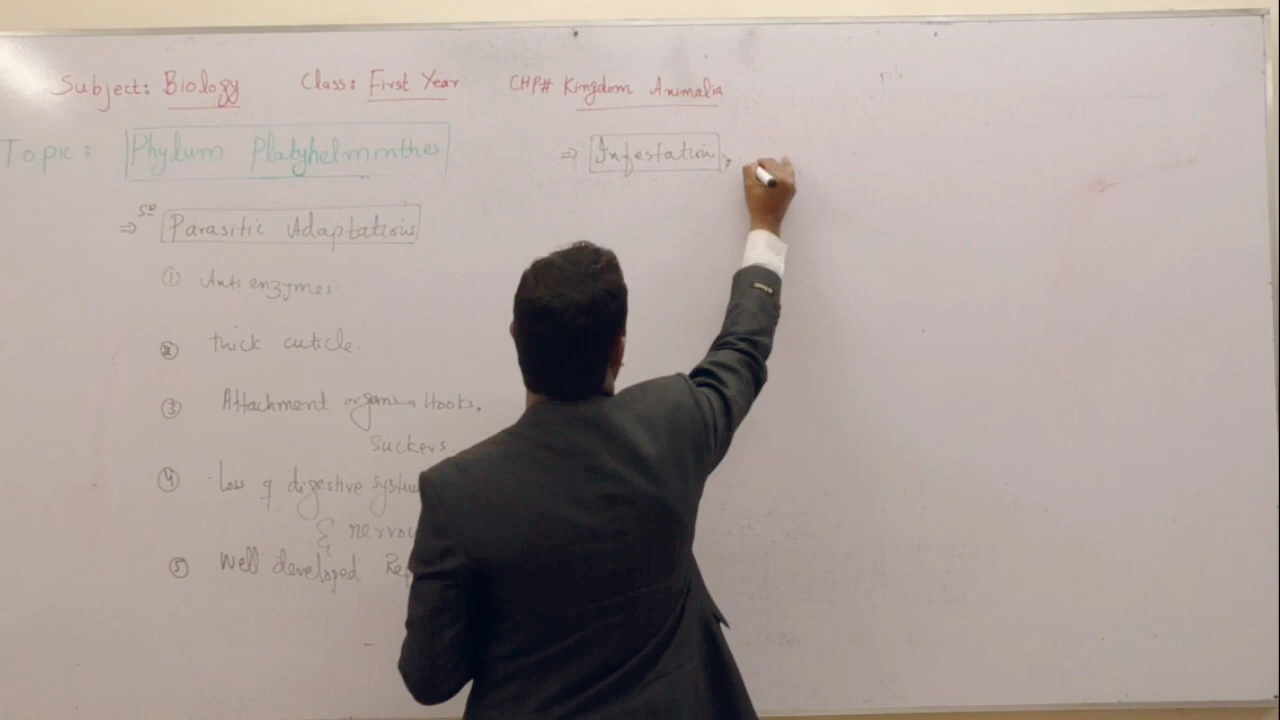 Subject: Biology Class: First Year CHP# Kingdom Animalia
Topic: Phylum Platyhelminthes
⇒ Parasitic Adaptations
① Anti enzymes.
② thick cuticle.
③ Attachment organs → Hooks,
suckers
④ Loss of digestive
& 
⑤ Well developed
⇒ Infestation